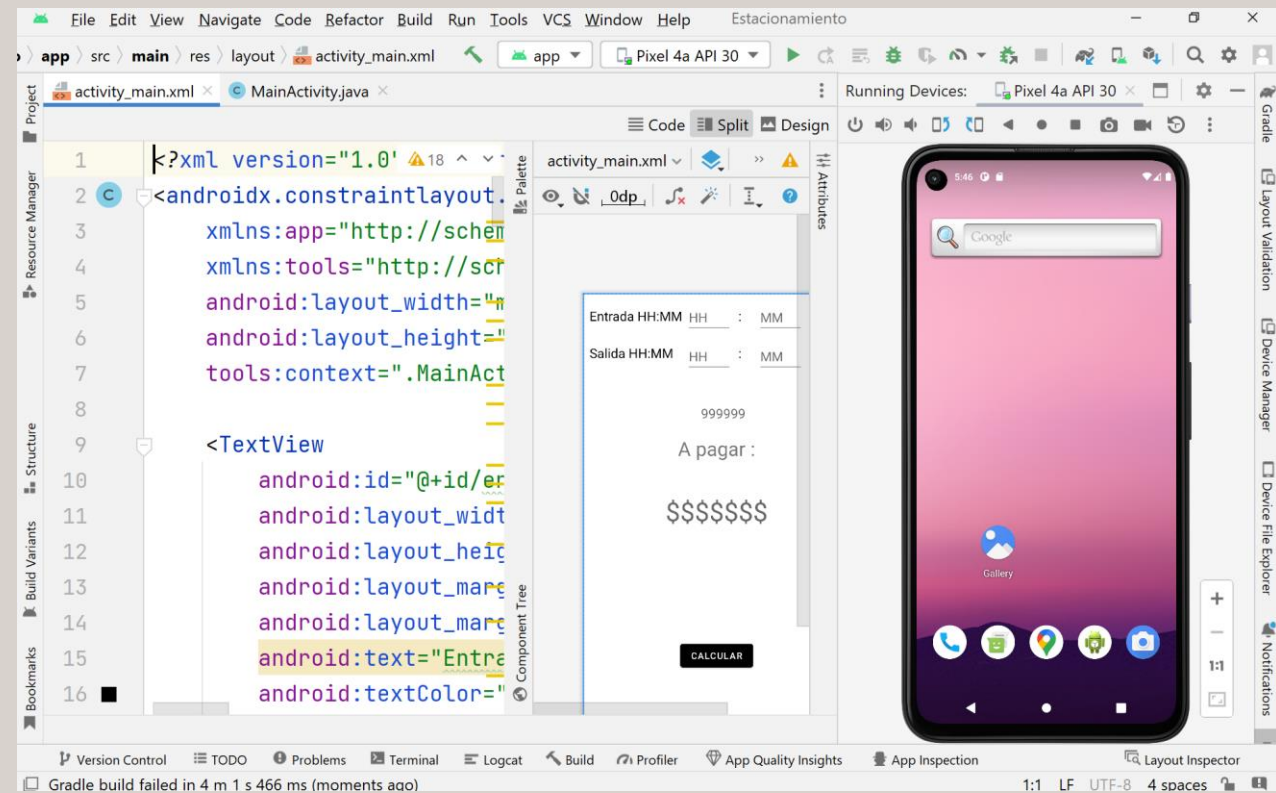 File Edit View Navigate Code Refactor Build Run Tools VCS Window Help Estacionamiento
app src main res layout activity_main.xml app Pixel 4a API 30
activity_main.xml MainActivity.java Running Devices: Pixel 4a API 30
Code Split Design
1 <?xml version="1.0' 18
2 C <androidx.constraintlayout.
3 xmlns:app="http://schem
4 xmlns:tools="http://sch
5 android:layout_width="m
6 android:layout_height="
7 tools:context=".MainAct
8
9 <TextView
10 android:id="@+id/en
11 android:layout_widt
12 android:layout_heig
13 android:layout_marg
14 android:layout_marg
15 android:text="Entra
16 android:textColor="
Project
Resource Manager
Structure
Build Variants
Bookmarks
Palette
Component Tree
activity_main.xml
0dp
Attributes
Entrada HH:MM HH : MM
Salida HH:MM HH : MM
999999
A pagar :
$$$$$$$
CALCULAR
5:46
Google
Gallery
1:1
Gradle
Layout Validation
Device Manager
Device File Explorer
Notifications
Version Control TODO Problems Terminal Logcat Build Profiler App Quality Insights App Inspection Layout Inspector
Gradle build failed in 4 m 1 s 466 ms (moments ago) 1:1 LF UTF-8 4 spaces